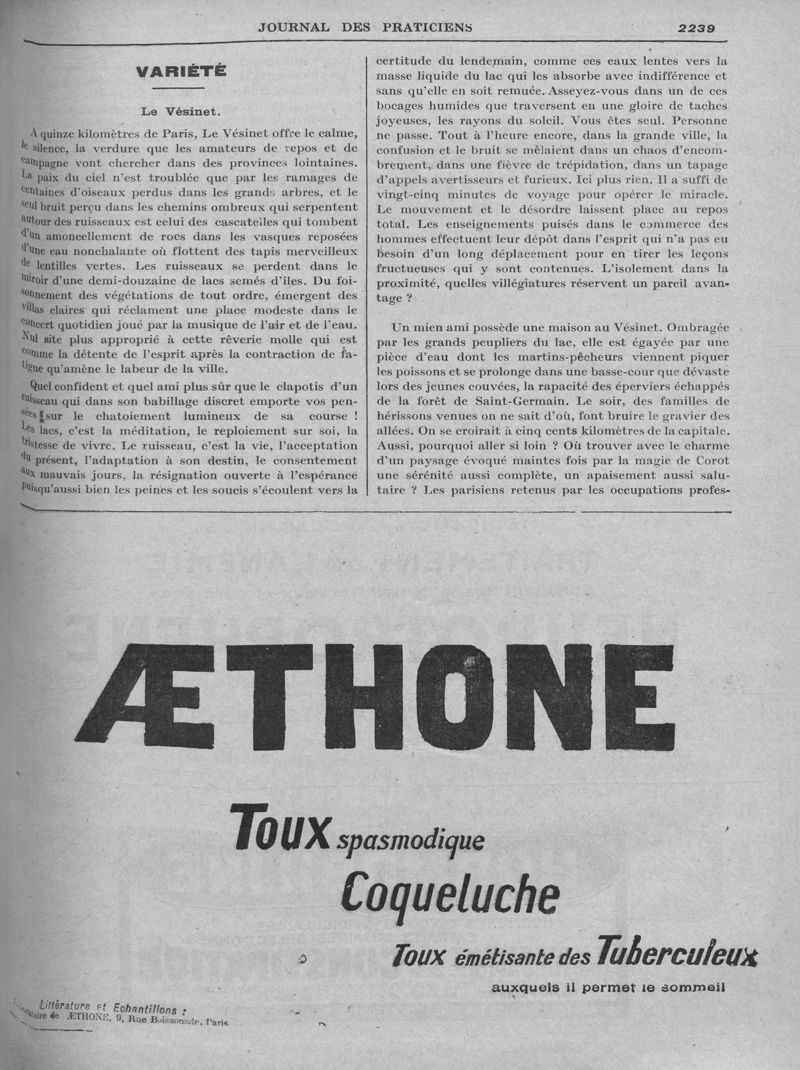 JOURNAL DES PRATICIENS 2239
VARIÉTÉ
Le Vésinet.
A quinze kilomètres de Paris, Le Vésinet offre le calme,
le silence, la verdure que les amateurs de repos et de
campagne vont chercher dans des provinces lointaines.
La paix du ciel n'est troublée que par les ramages de
centaines d'oiseaux perdus dans les grands arbres, et le
seul bruit perçu dans les chemins ombreux qui serpentent
autour des ruisseaux est celui des cascatelles qui tombent
d'un amoncellement de rocs dans les vasques reposées
d'une eau nonchalante où flottent des tapis merveilleux
de lentilles vertes. Les ruisseaux se perdent dans le
miroir d'une demi-douzaine de lacs semés d'îles. Du foi-
sonnement des végétations de tout ordre, émergent des
villas claires qui réclament une place modeste dans le
concert quotidien joué par la musique de l'air et de l'eau.
Nul site plus approprié à cette rêverie molle qui est
comme la détente de l'esprit après la contraction de fa-
tigue qu'amène le labeur de la ville.
Quel confident et quel ami plus sûr que le clapotis d'un
ruisseau qui dans son babillage discret emporte vos pen-
sées sur le chatoiement lumineux de sa course !
Les lacs, c'est la méditation, le reploiement sur soi, la
tristesse de vivre. Le ruisseau, c'est la vie, l'acceptation
du présent, l'adaptation à son destin, le consentement
aux mauvais jours, la résignation ouverte à l'espérance
puisqu'aussi bien les peines et les soucis s'écoulent vers la
certitude du lendemain, comme ces eaux lentes vers la
masse liquide du lac qui les absorbe avec indifférence et
sans qu'elle en soit remuée. Asseyez-vous dans un de ces
bocages humides que traversent en une gloire de taches
joyeuses, les rayons du soleil. Vous êtes seul. Personne
ne passe. Tout à l'heure encore, dans la grande ville, la
confusion et le bruit se mêlaient dans un chaos d'encom-
brement, dans une fièvre de trépidation, dans un tapage
d'appels avertisseurs et furieux. Ici plus rien. Il a suffi de
vingt-cinq minutes de voyage pour opérer le miracle.
Le mouvement et le désordre laissent place au repos
total. Les enseignements puisés dans le commerce des
hommes effectuent leur dépôt dans l'esprit qui n'a pas eu
besoin d'un long déplacement pour en tirer les leçons
fructueuses qui y sont contenues. L'isolement dans la
proximité, quelles villégiatures réservent un pareil avan-
tage ?
Un mien ami possède une maison au Vésinet. Ombragée
par les grands peupliers du lac, elle est égayée par une
pièce d'eau dont les martins-pêcheurs viennent piquer
les poissons et se prolonge dans une basse-cour que dévaste
lors des jeunes couvées, la rapacité des éperviers échappés
de la forêt de Saint-Germain. Le soir, des familles de
hérissons venues on ne sait d'où, font bruire le gravier des
allées. On se croirait à cinq cents kilomètres de la capitale.
Aussi, pourquoi aller si loin ? Où trouver avec le charme
d'un paysage évoqué maintes fois par la magie de Corot
une sérénité aussi complète, un apaisement aussi salu-
taire ? Les parisiens retenus par les occupations profes-
ÆTHONE
Toux spasmodique
Coqueluche
Toux émétisante des Tuberculeux
auxquels il permet le sommeil
Littérature et Echantillons :
de ÆTHONE, 9, Rue Boissonade, Paris